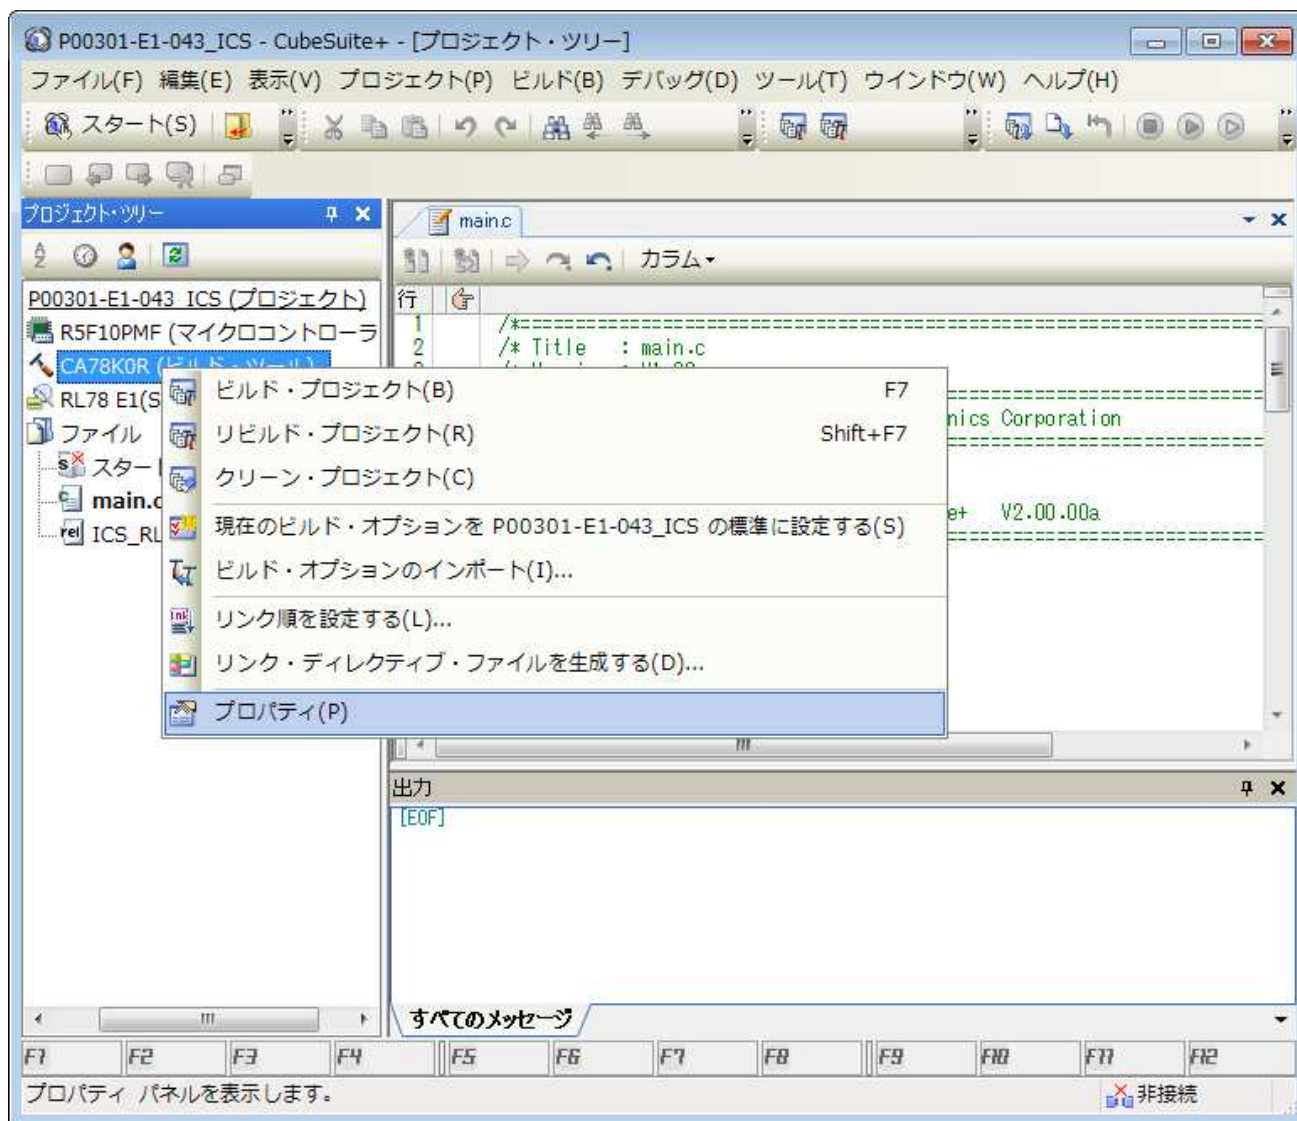 P00301-E1-043_ICS - CubeSuite+ - [プロジェクト・ツリー]
ファイル(F) 編集(E) 表示(V) プロジェクト(P) ビルド(B) デバッグ(D) ツール(T) ウインドウ(W) ヘルプ(H)
スタート(S)
プロジェクト・ツリー
main.c
カラム
P00301-E1-043_ICS (プロジェクト)
R5F10PMF (マイクロコントローラ
CA78K0R (ビルド・ツール)
RL78 E1(S
ファイル
スタート
main.c
ICS_RL
行
1 /*==========================================================
2 /* Title : main.c
nics Corporation
e+ V2.00.00a
ビルド・プロジェクト(B) F7
リビルド・プロジェクト(R) Shift+F7
クリーン・プロジェクト(C)
現在のビルド・オプションを P00301-E1-043_ICS の標準に設定する(S)
ビルド・オプションのインポート(I)...
リンク順を設定する(L)...
リンク・ディレクティブ・ファイルを生成する(D)...
プロパティ(P)
出力
[EOF]
すべてのメッセージ
F1 F2 F3 F4 F5 F6 F7 F8 F9 F10 F11 F12
プロパティ パネルを表示します。
非接続